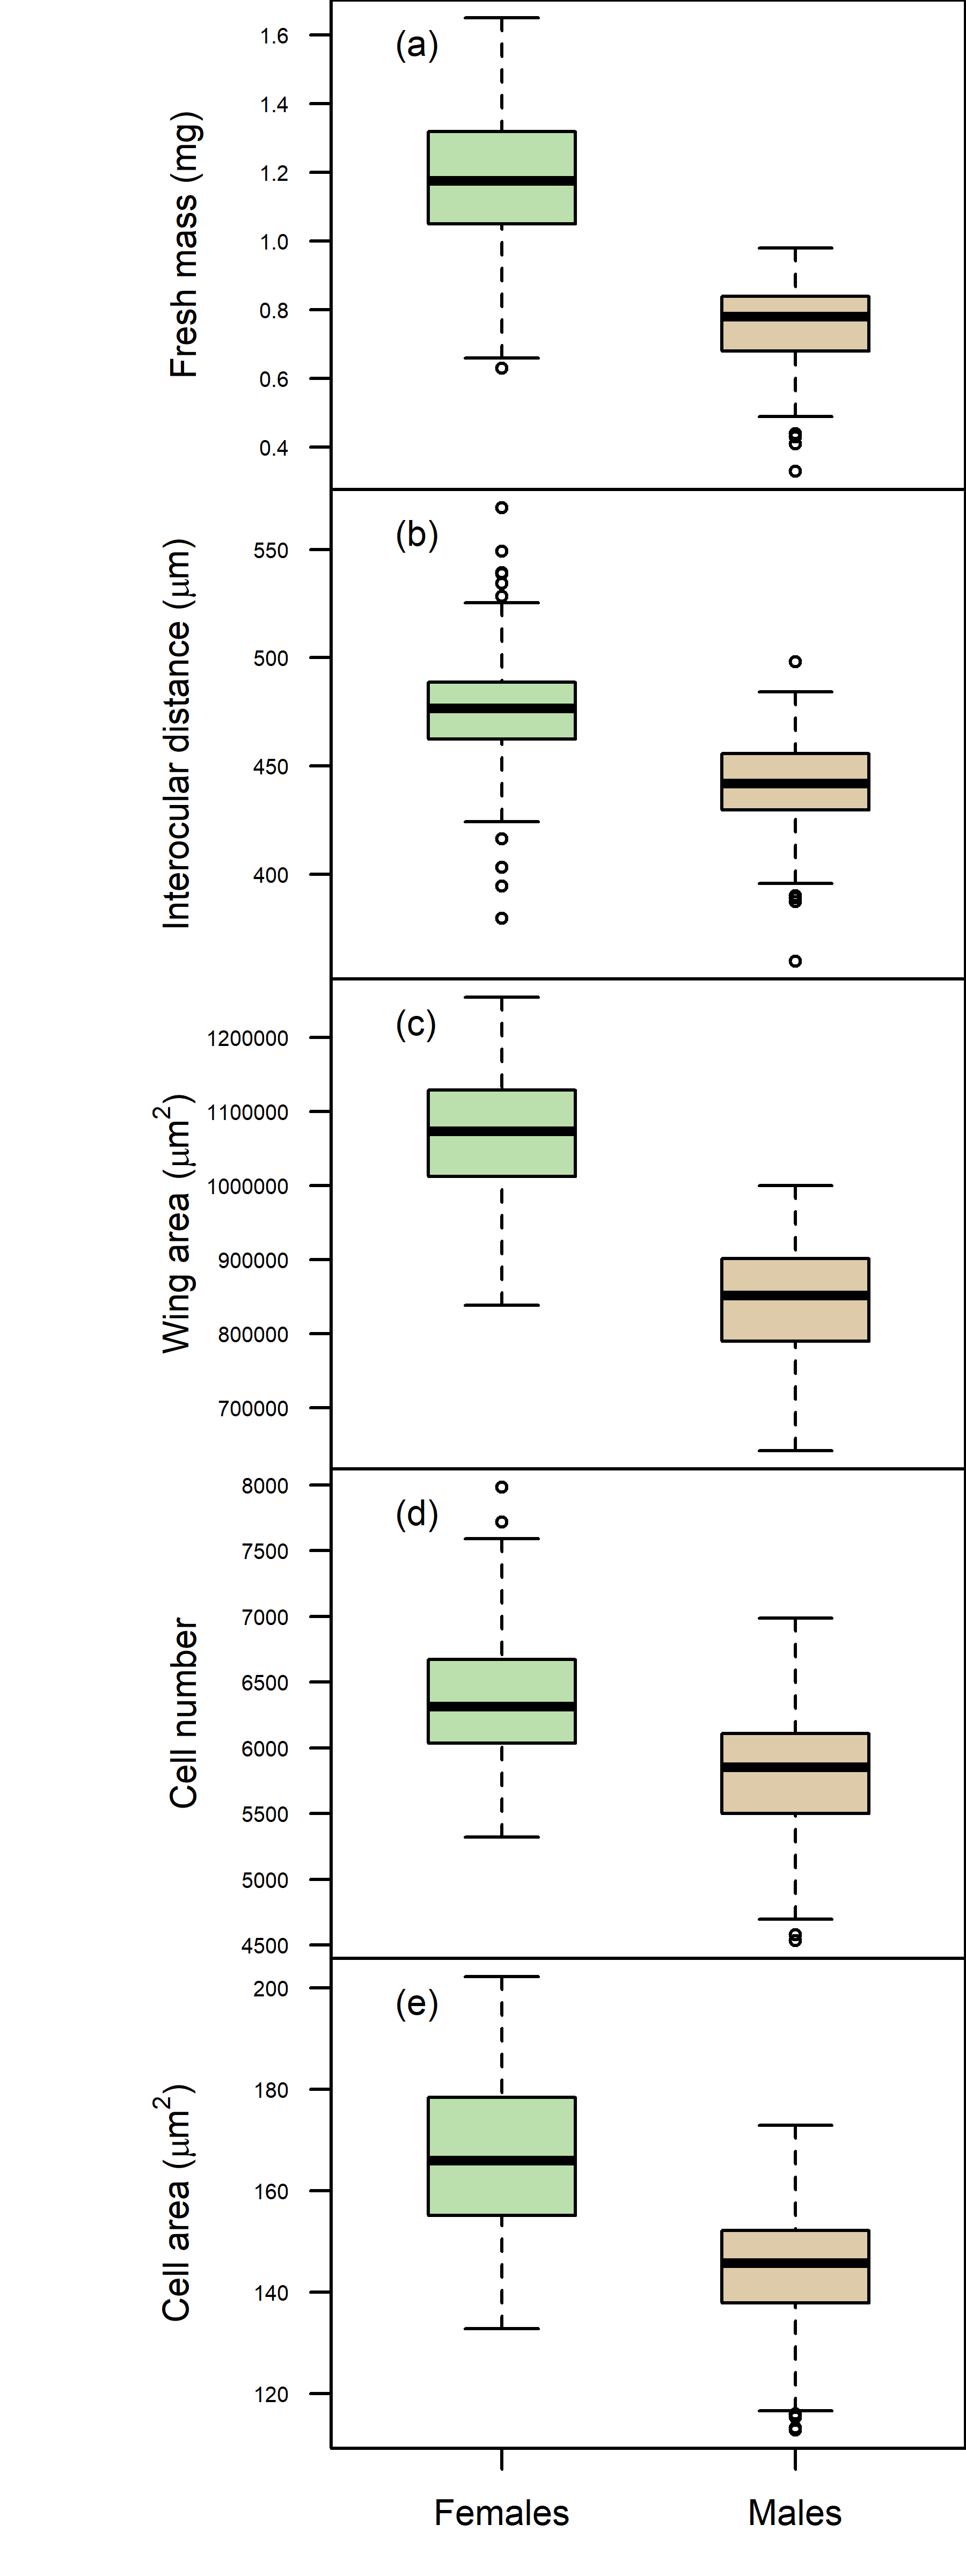 (a)
Fresh mass (mg)
1.6
1.4
1.2
1.0
0.8
0.6
0.4
(b)
Interocular distance (μm)
550
500
450
400
(c)
Wing area (μm²)
1200000
1100000
1000000
900000
800000
700000
(d)
Cell number
8000
7500
7000
6500
6000
5500
5000
4500
(e)
Cell area (μm²)
200
180
160
140
120
Females Males